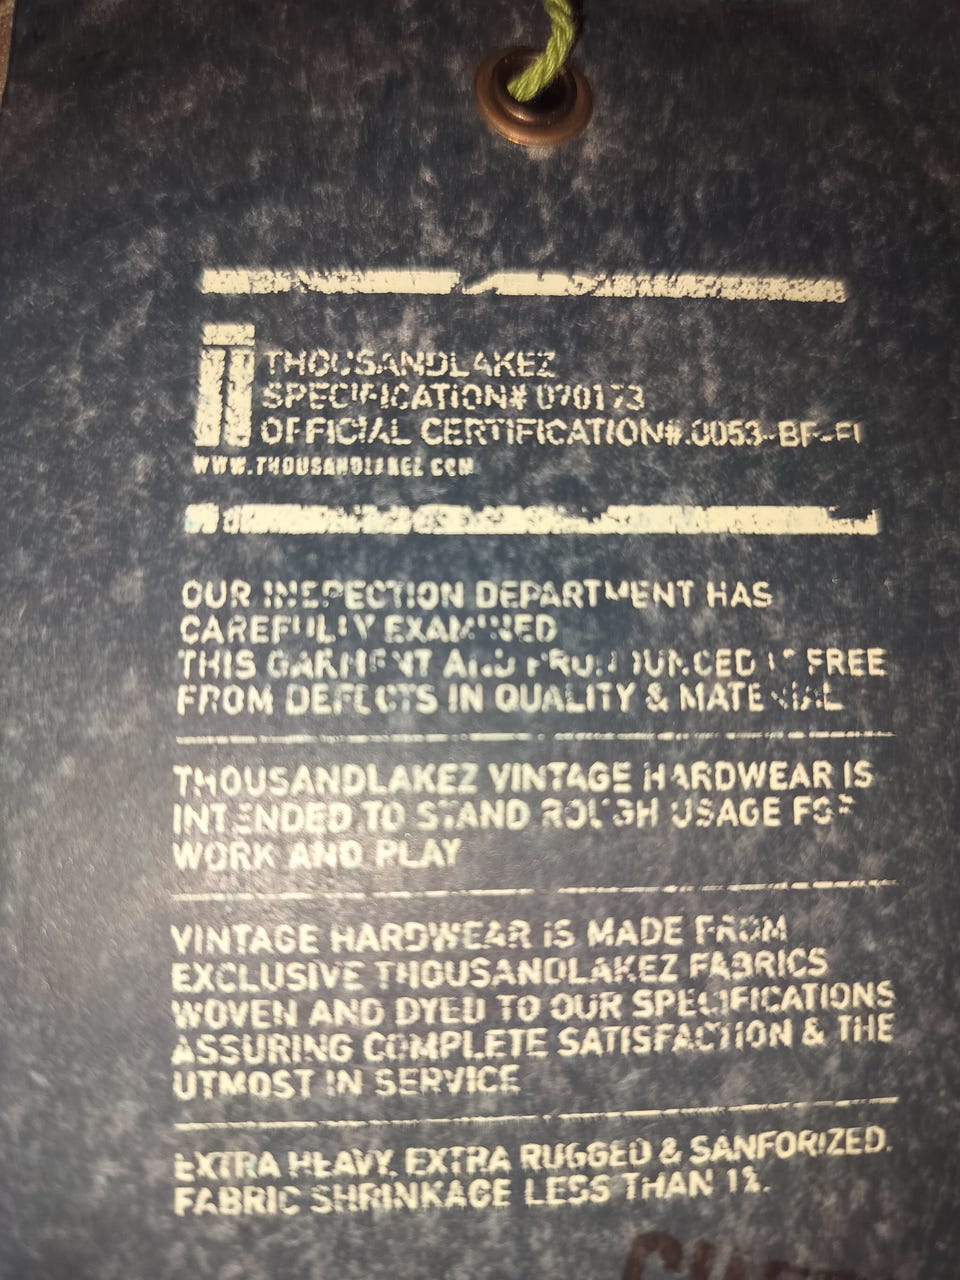 THOUSANDLAKEZ
SPECIFICATION# 070173
OFFICIAL CERTIFICATION#.0053-BF-FI
WWW.THOUSANDLAKEZ.COM
OUR INSPECTION DEPARTMENT HAS
CAREFULLY EXAMINED
THIS GARMENT AND PRONOUNCED IT FREE
FROM DEFECTS IN QUALITY & MATERIAL
THOUSANDLAKEZ VINTAGE HARDWEAR IS
INTENDED TO STAND ROUGH USAGE FOR
WORK AND PLAY
VINTAGE HARDWEAR IS MADE FROM
EXCLUSIVE THOUSANDLAKEZ FABRICS
WOVEN AND DYED TO OUR SPECIFICATIONS
ASSURING COMPLETE SATISFACTION & THE
UTMOST IN SERVICE
EXTRA HEAVY. EXTRA RUGGED & SANFORIZED.
FABRIC SHRINKAGE LESS THAN 1%.